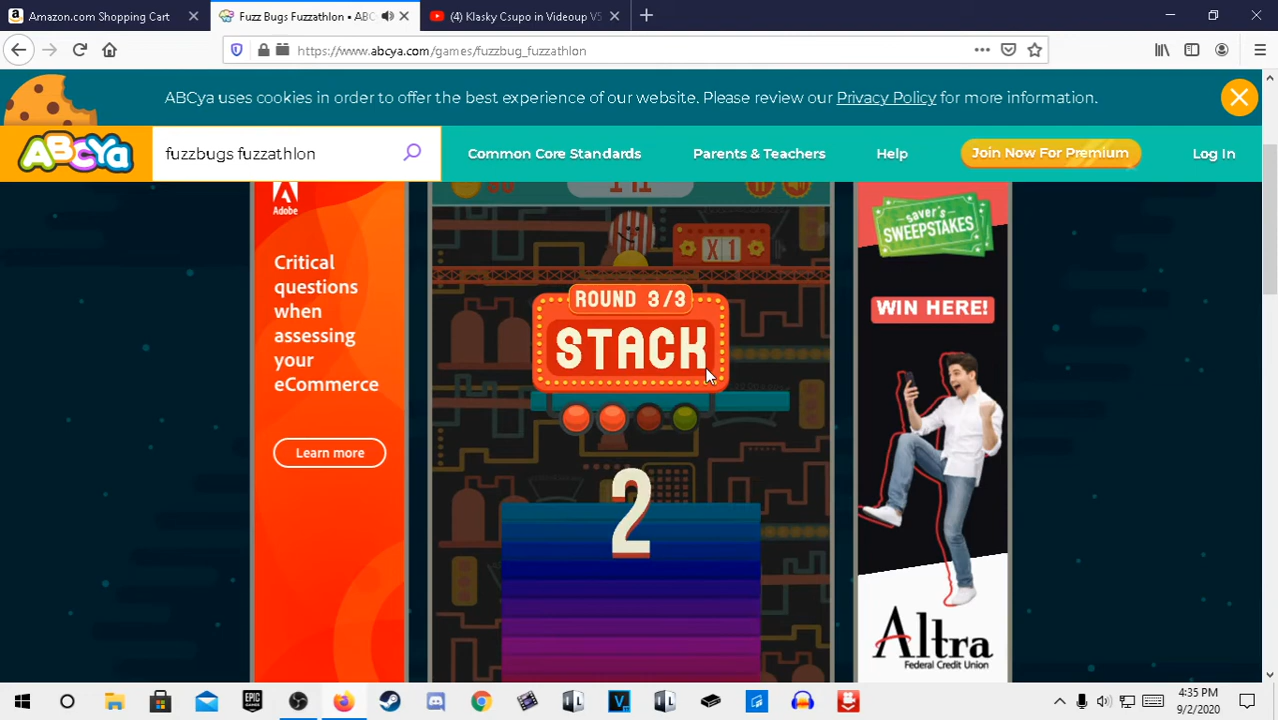 Amazon.com Shopping Cart
Fuzz Bugs Fuzzathlon • ABC
(4) Klasky Csupo in Videoup V5
https://www.abcya.com/games/fuzzbug_fuzzathlon
ABCya uses cookies in order to offer the best experience of our website. Please review our Privacy Policy for more information.
ABCYa
fuzzbugs fuzzathlon
Common Core Standards
Parents & Teachers
Help
Join Now For Premium
Log In
Adobe
Critical
questions
when
assessing
your
eCommerce
Learn more
X1
ROUND 3/3
STACK
2
saver's
SWEEPSTAKES
WIN HERE!
Altra
Federal Credit Union
EPIC
GAMES
4:35 PM
9/2/2020